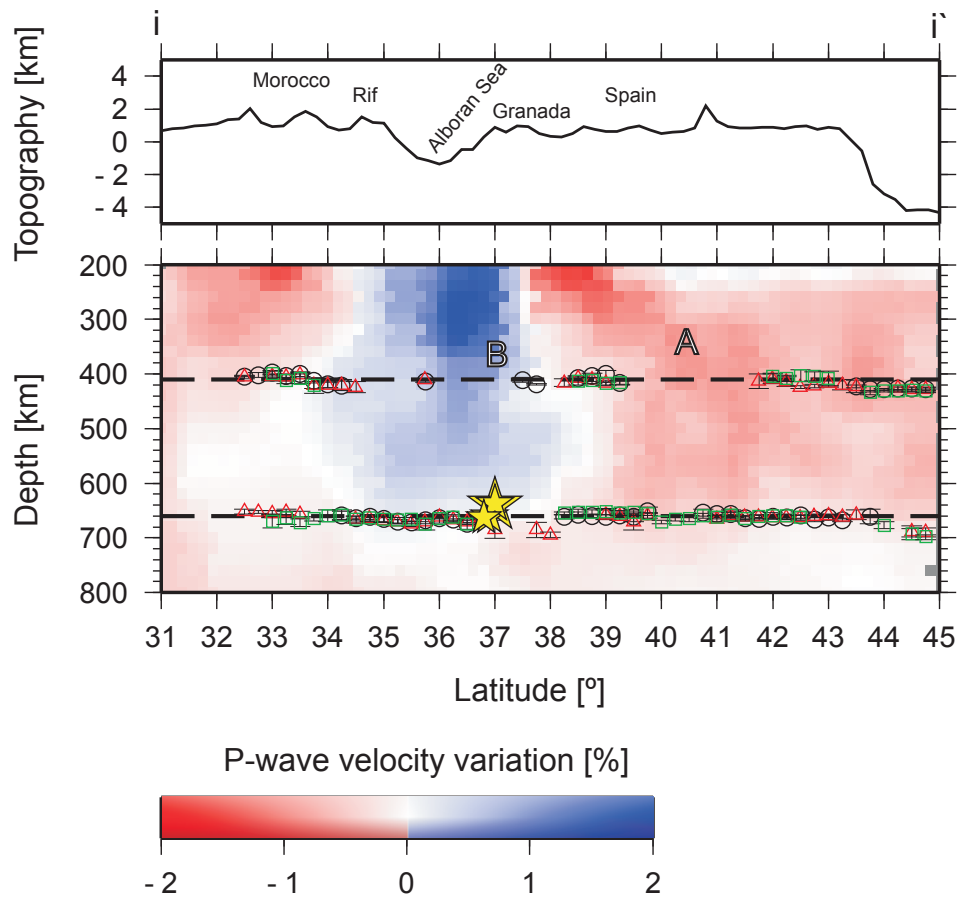 i i`
Topography [km]
4
2
0
- 2
- 4
Morocco
Rif
Alboran Sea
Granada
Spain
Depth [km]
200
300
400
500
600
700
800
B
A
31 32 33 34 35 36 37 38 39 40 41 42 43 44 45
Latitude [º]
P-wave velocity variation [%]
- 2 - 1 0 1 2